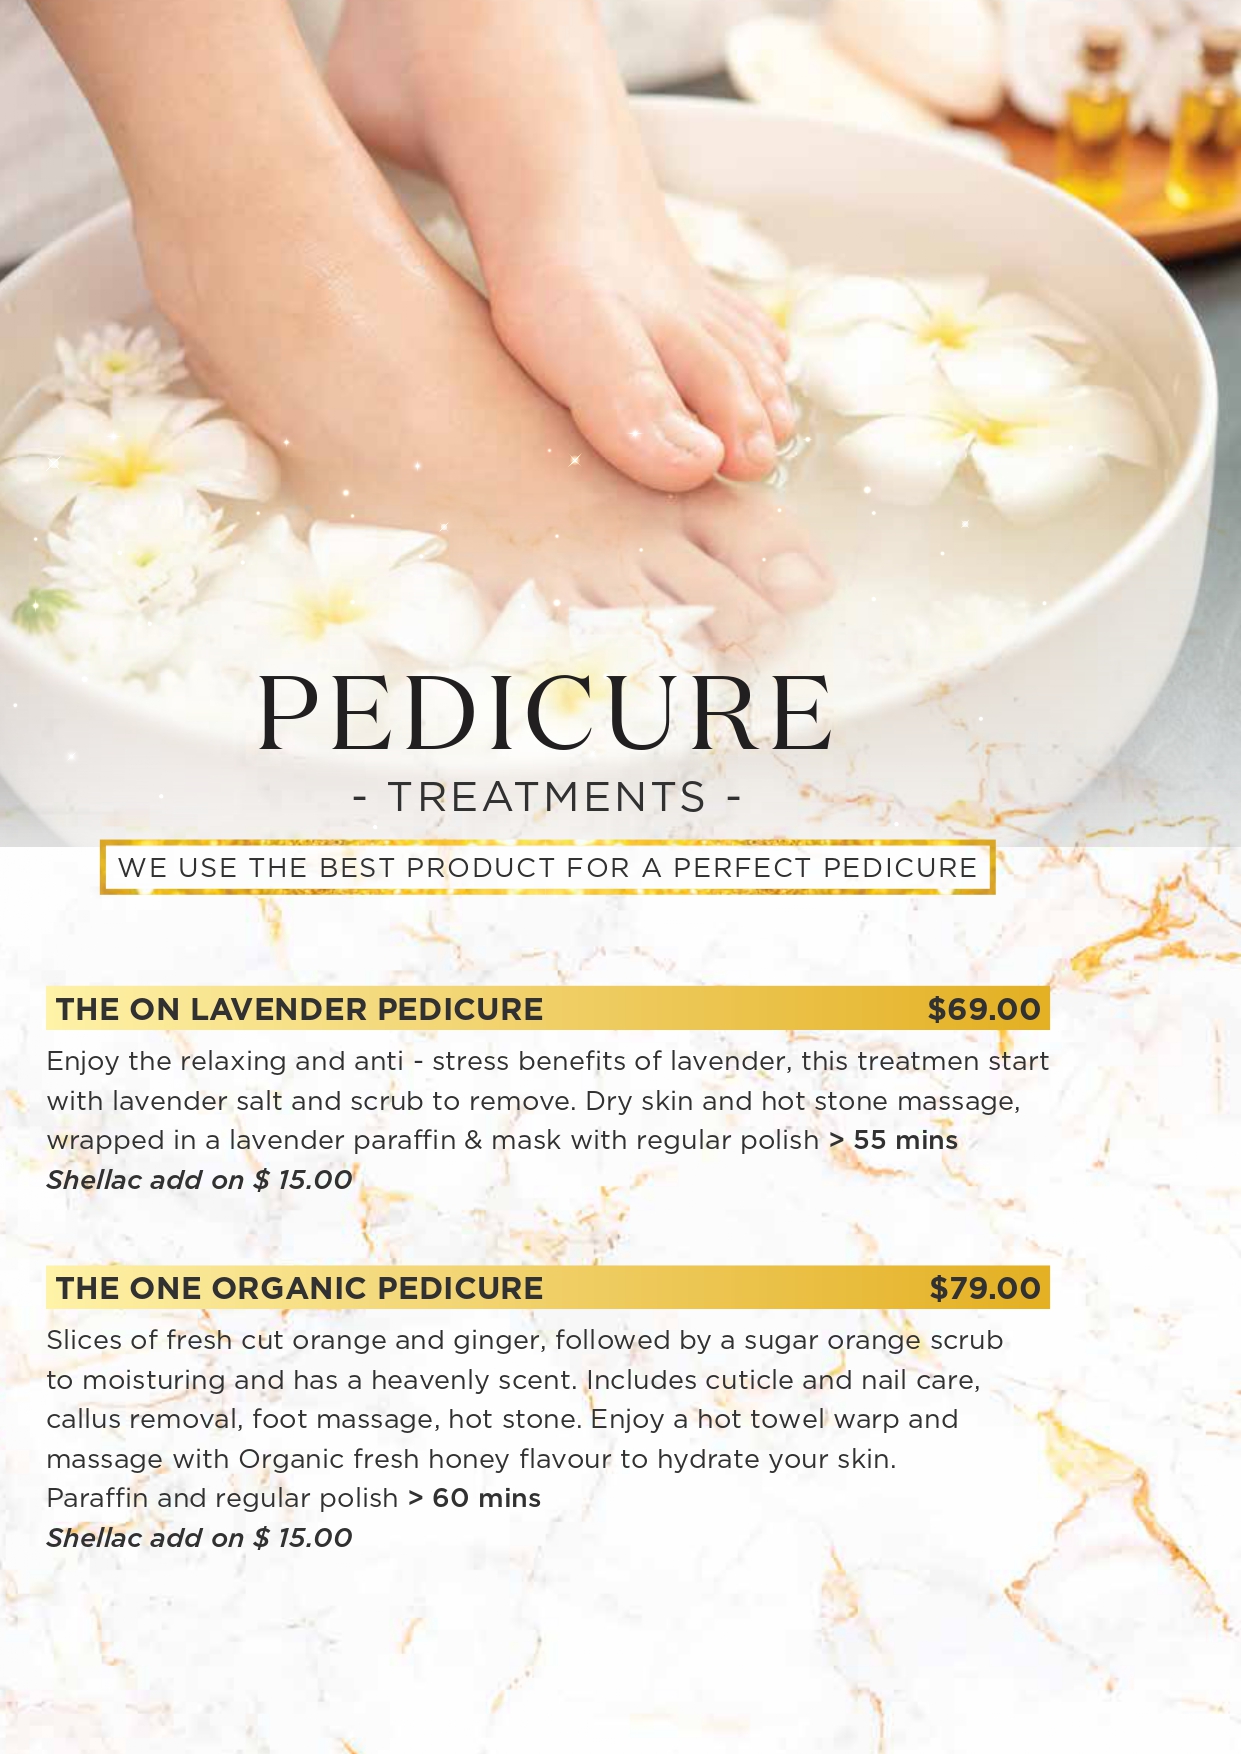 PEDICURE
- TREATMENTS -
WE USE THE BEST PRODUCT FOR A PERFECT PEDICURE
THE ON LAVENDER PEDICURE $69.00
Enjoy the relaxing and anti - stress benefits of lavender, this treatmen start
with lavender salt and scrub to remove. Dry skin and hot stone massage,
wrapped in a lavender paraffin & mask with regular polish > 55 mins
Shellac add on $ 15.00
THE ONE ORGANIC PEDICURE $79.00
Slices of fresh cut orange and ginger, followed by a sugar orange scrub
to moisturing and has a heavenly scent. Includes cuticle and nail care,
callus removal, foot massage, hot stone. Enjoy a hot towel warp and
massage with Organic fresh honey flavour to hydrate your skin.
Paraffin and regular polish > 60 mins
Shellac add on $ 15.00